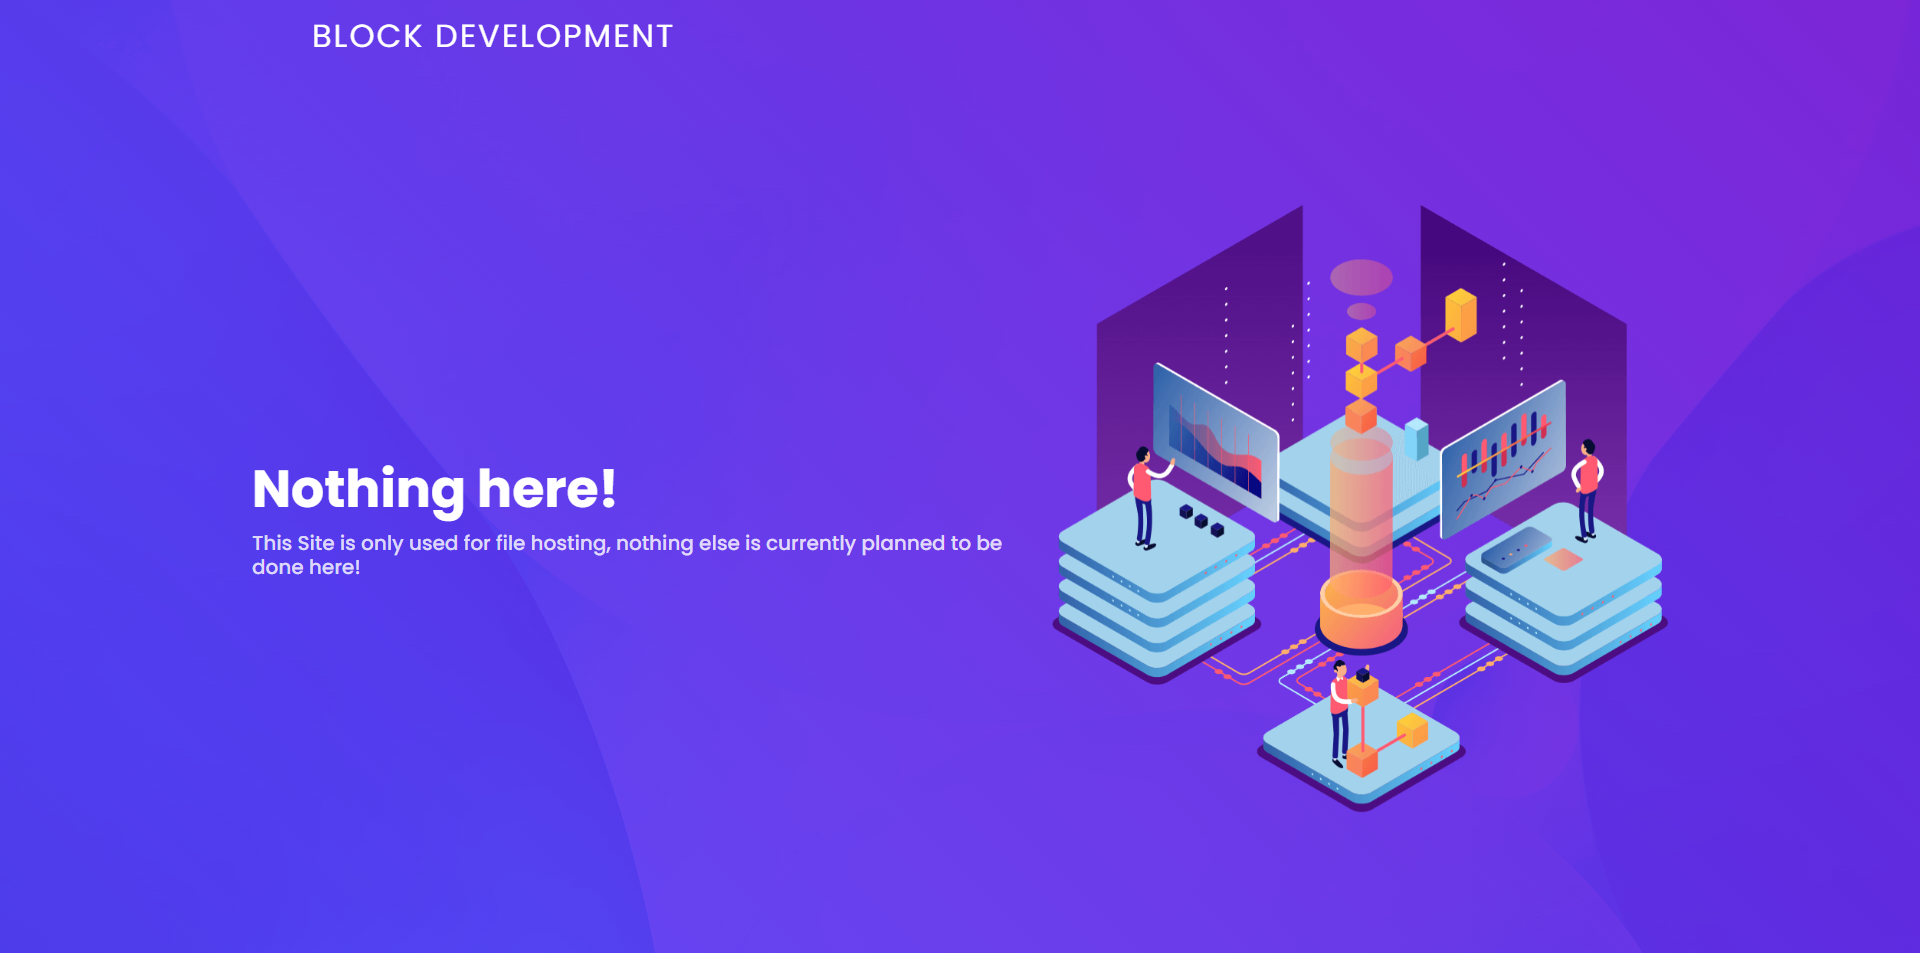 BLOCK DEVELOPMENT
Nothing here!
This Site is only used for file hosting, nothing else is currently planned to be
done here!